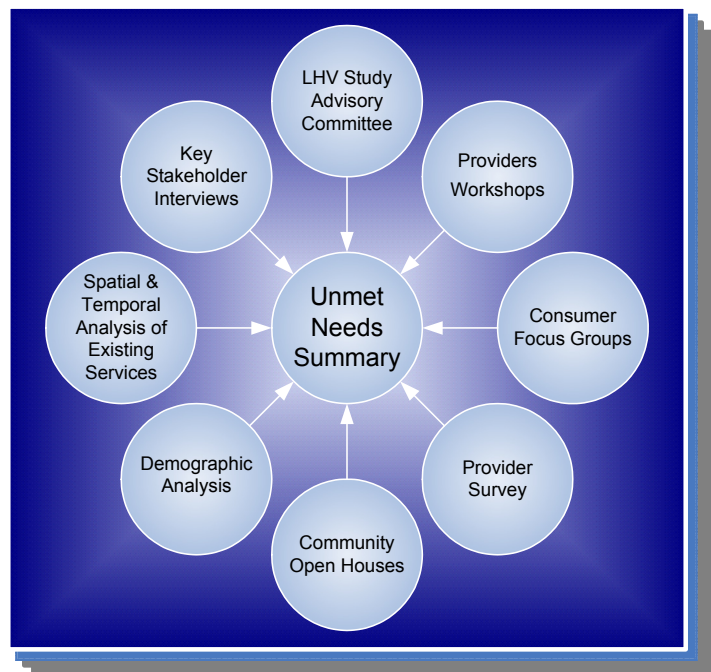 LHV Study
Advisory
Committee
Key
Stakeholder
Interviews
Providers
Workshops
Spatial &
Temporal
Analysis of
Existing
Services
Unmet
Needs
Summary
Consumer
Focus Groups
Demographic
Analysis
Provider
Survey
Community
Open Houses